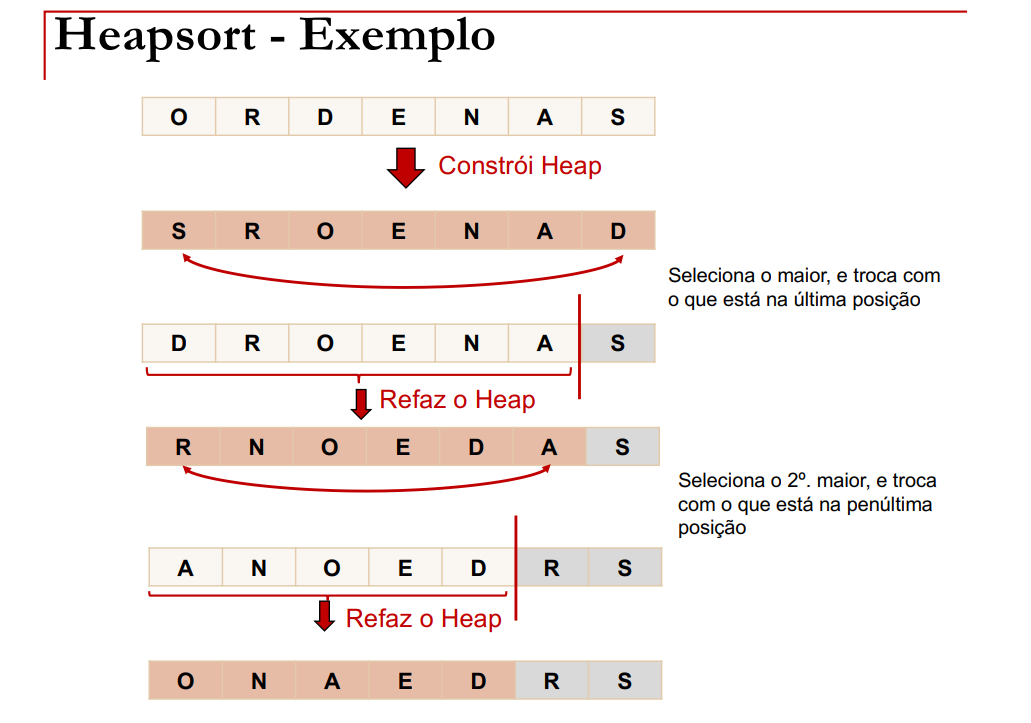 Heapsort - Exemplo
O R D E N A S
Constrói Heap
S R O E N A D
Seleciona o maior, e troca com
o que está na última posição
D R O E N A S
Refaz o Heap
R N O E D A S
Seleciona o 2º. maior, e troca
com o que está na penúltima
posição
A N O E D R S
Refaz o Heap
O N A E D R S